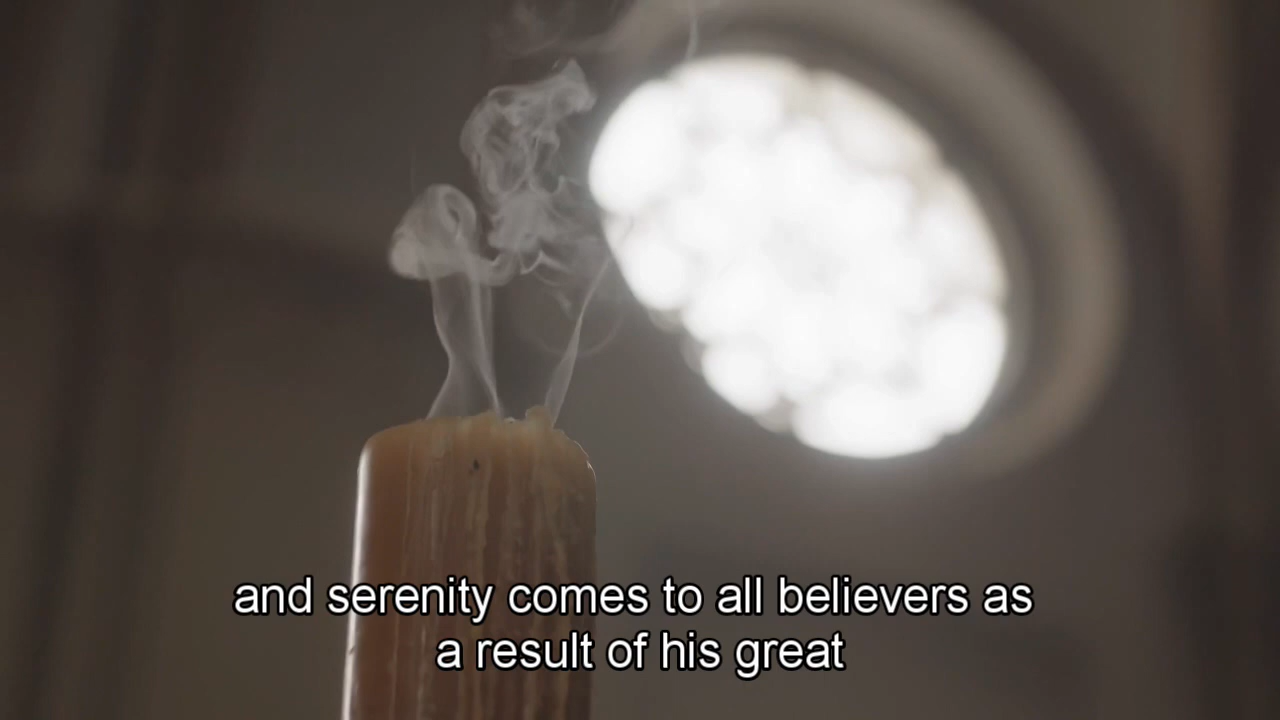 and serenity comes to all believers as
a result of his great